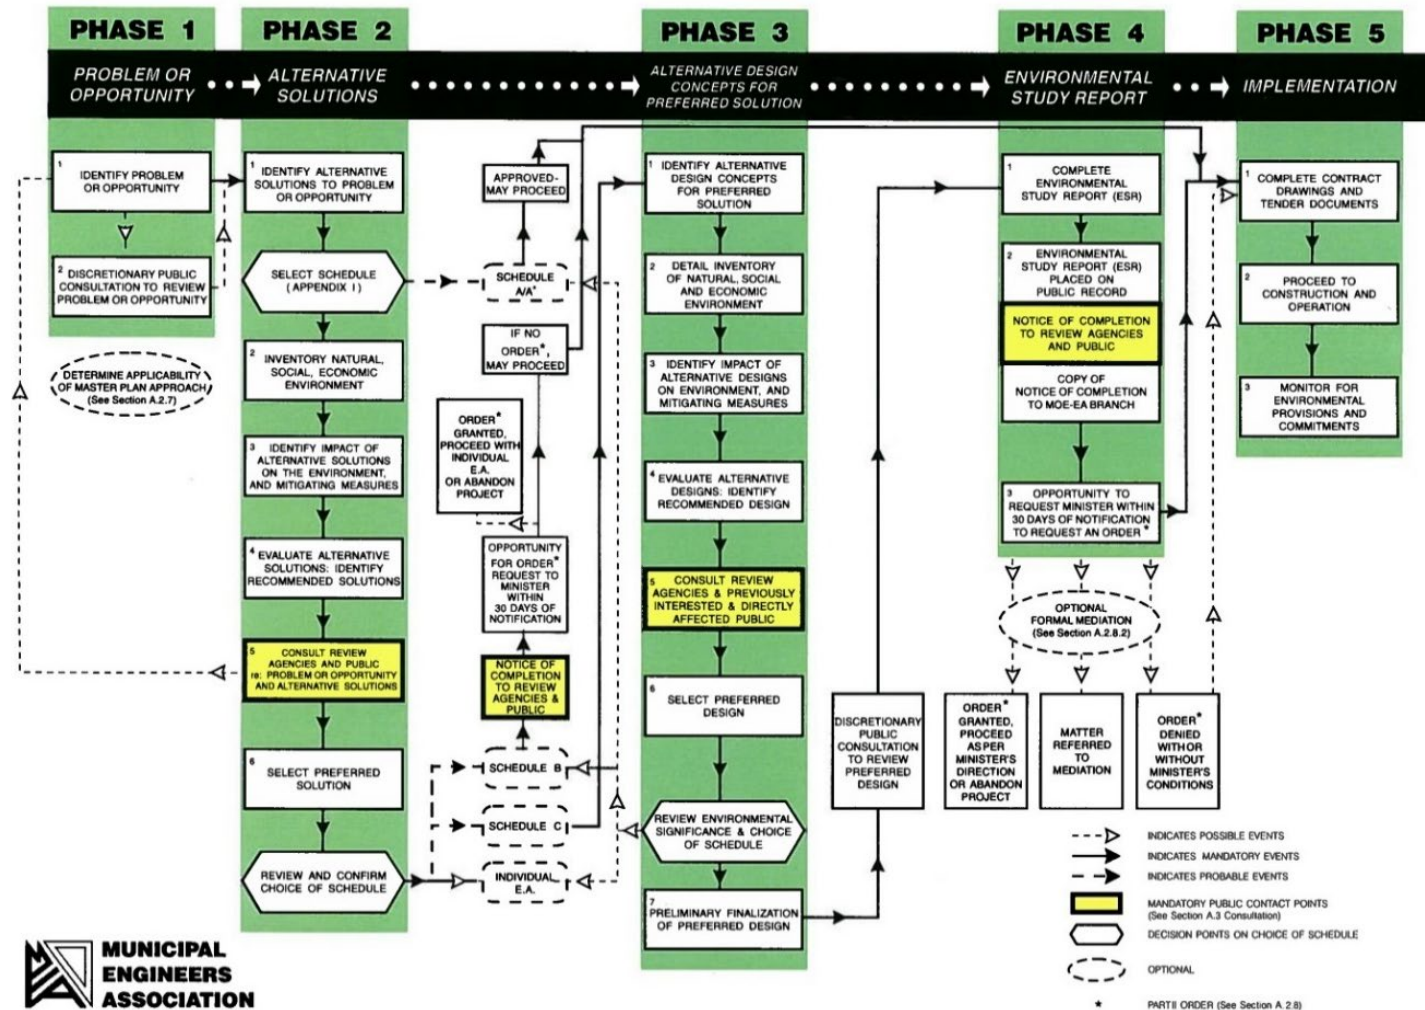 PHASE 1
PHASE 2
PHASE 3
PHASE 4
PHASE 5
PROBLEM OR
OPPORTUNITY
ALTERNATIVE
SOLUTIONS
ALTERNATIVE DESIGN
CONCEPTS FOR
PREFERRED SOLUTION
ENVIRONMENTAL
STUDY REPORT
IMPLEMENTATION
1
IDENTIFY PROBLEM
OR OPPORTUNITY
2
DISCRETIONARY PUBLIC
CONSULTATION TO REVIEW
PROBLEM OR OPPORTUNITY
DETERMINE APPLICABILITY
OF MASTER PLAN APPROACH
(See Section A.2.7)
1
IDENTIFY ALTERNATIVE
SOLUTIONS TO PROBLEM
OR OPPORTUNITY
SELECT SCHEDULE
(APPENDIX I)
2
INVENTORY NATURAL,
SOCIAL, ECONOMIC
ENVIRONMENT
3
IDENTIFY IMPACT OF
ALTERNATIVE SOLUTIONS
ON THE ENVIRONMENT,
AND MITIGATING MEASURES
4
EVALUATE ALTERNATIVE
SOLUTIONS: IDENTIFY
RECOMMENDED SOLUTIONS
5
CONSULT REVIEW
AGENCIES AND PUBLIC
re: PROBLEM OR OPPORTUNITY
AND ALTERNATIVE SOLUTIONS
6
SELECT PREFERRED
SOLUTION
REVIEW AND CONFIRM
CHOICE OF SCHEDULE
APPROVED-
MAY PROCEED
SCHEDULE
A/A+
IF NO
ORDER*,
MAY PROCEED
ORDER*
GRANTED,
PROCEED WITH
INDIVIDUAL
E.A.
OR ABANDON
PROJECT
OPPORTUNITY
FOR ORDER*
REQUEST TO
MINISTER
WITHIN
30 DAYS OF
NOTIFICATION
NOTICE OF
COMPLETION
TO REVIEW
AGENCIES &
PUBLIC
SCHEDULE B
SCHEDULE C
INDIVIDUAL
E.A.
1
IDENTIFY ALTERNATIVE
DESIGN CONCEPTS
FOR PREFERRED
SOLUTION
2
DETAIL INVENTORY
OF NATURAL, SOCIAL
AND ECONOMIC
ENVIRONMENT
3
IDENTIFY IMPACT OF
ALTERNATIVE DESIGNS
ON ENVIRONMENT, AND
MITIGATING MEASURES
4
EVALUATE ALTERNATIVE
DESIGNS: IDENTIFY
RECOMMENDED DESIGN
5
CONSULT REVIEW
AGENCIES & PREVIOUSLY
INTERESTED & DIRECTLY
AFFECTED PUBLIC
6
SELECT PREFERRED
DESIGN
REVIEW ENVIRONMENTAL
SIGNIFICANCE & CHOICE
OF SCHEDULE
7
PRELIMINARY FINALIZATION
OF PREFERRED DESIGN
DISCRETIONARY
PUBLIC
CONSULTATION
TO REVIEW
PREFERRED
DESIGN
1
COMPLETE
ENVIRONMENTAL
STUDY REPORT (ESR)
2
ENVIRONMENTAL
STUDY REPORT (ESR)
PLACED ON
PUBLIC RECORD
NOTICE OF COMPLETION
TO REVIEW AGENCIES
AND PUBLIC
COPY OF
NOTICE OF COMPLETION
TO MOE-EA BRANCH
3
OPPORTUNITY TO
REQUEST MINISTER WITHIN
30 DAYS OF NOTIFICATION
TO REQUEST AN ORDER*
OPTIONAL
FORMAL MEDIATION
(See Section A.2.8.2)
ORDER*
GRANTED,
PROCEED
AS PER
MINISTER'S
DIRECTION
OR ABANDON
PROJECT
MATTER
REFERRED
TO
MEDIATION
ORDER*
DENIED
WITH OR
WITHOUT
MINISTER'S
CONDITIONS
1
COMPLETE CONTRACT
DRAWINGS AND
TENDER DOCUMENTS
2
PROCEED TO
CONSTRUCTION AND
OPERATION
3
MONITOR FOR
ENVIRONMENTAL
PROVISIONS AND
COMMITMENTS
INDICATES POSSIBLE EVENTS
INDICATES MANDATORY EVENTS
INDICATES PROBABLE EVENTS
MANDATORY PUBLIC CONTACT POINTS
(See Section A.3 Consultation)
DECISION POINTS ON CHOICE OF SCHEDULE
OPTIONAL
* PART II ORDER (See Section A.2.8)
MEA
MUNICIPAL
ENGINEERS
ASSOCIATION